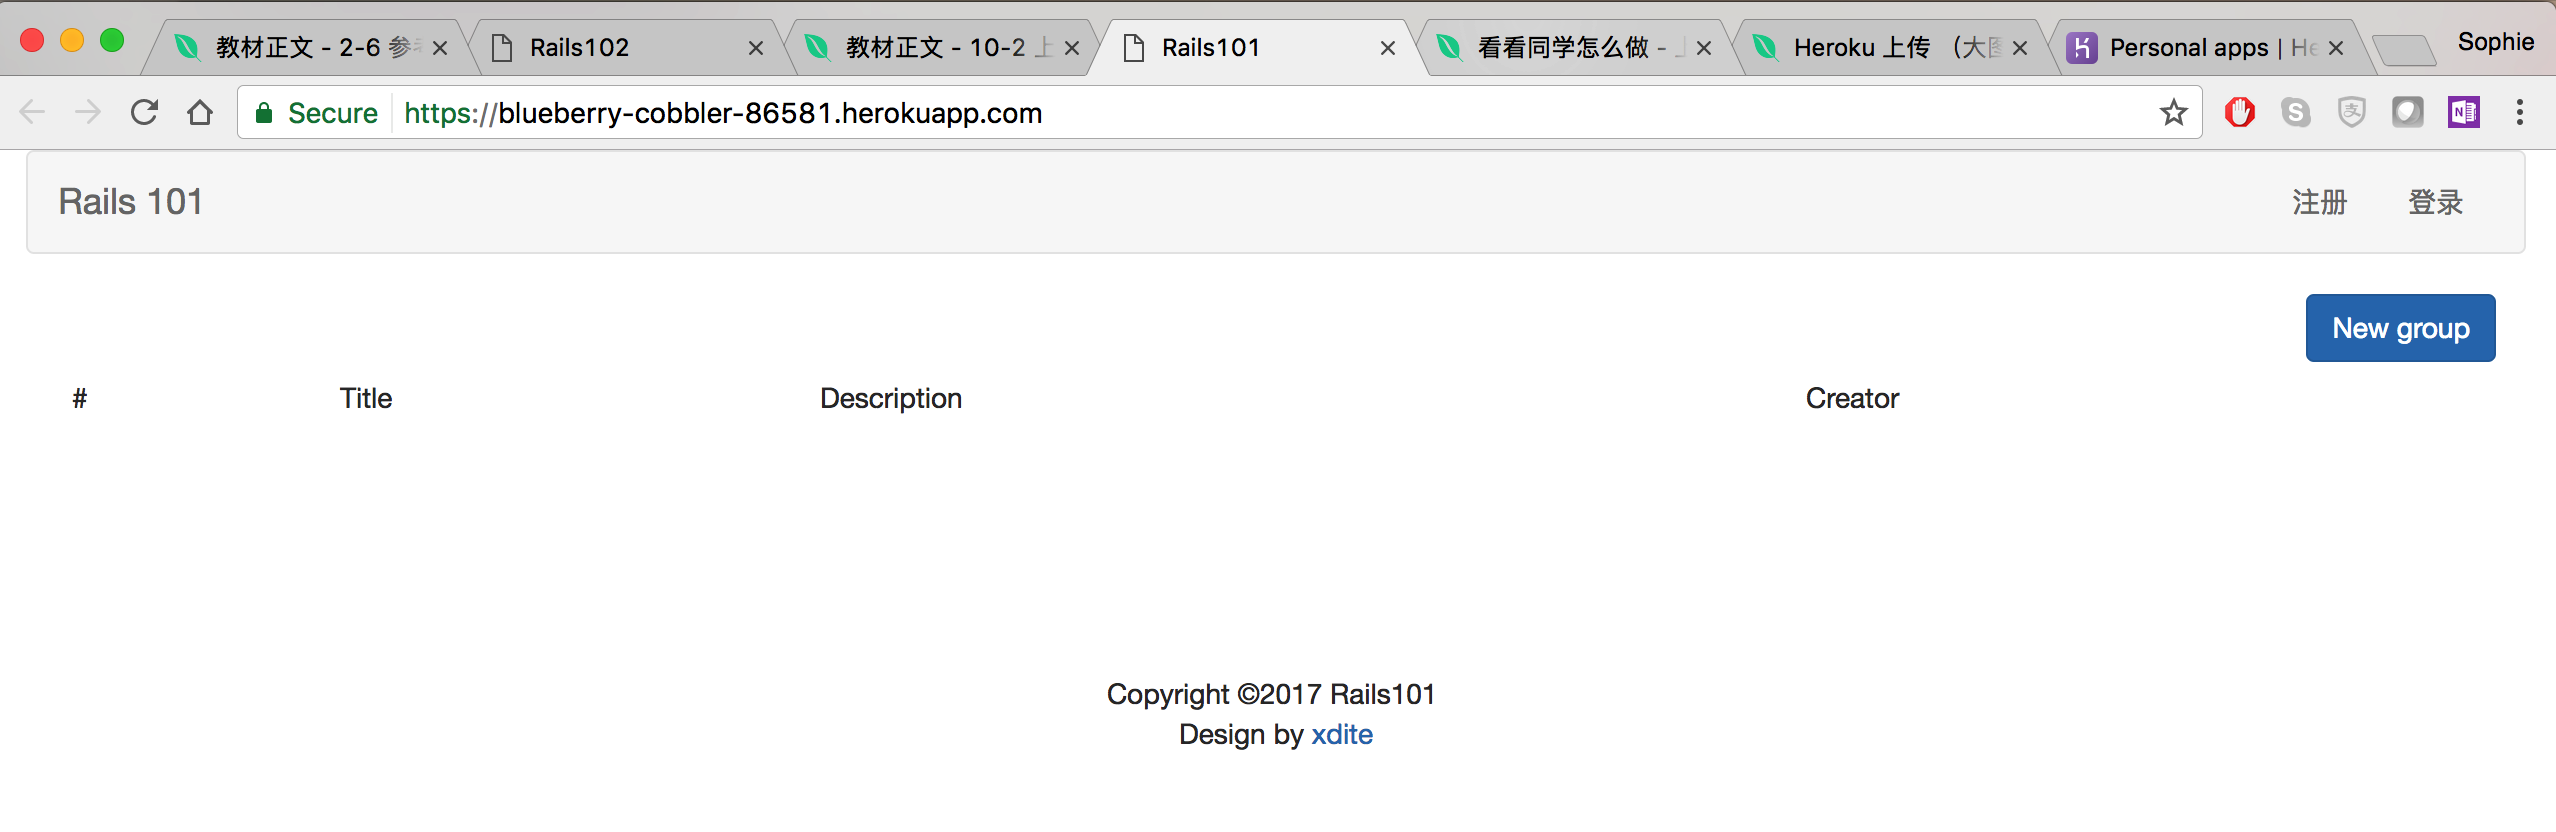 教材正文 - 2-6 参
Rails102
教材正文 - 10-2 上
Rails101
看看同学怎么做 -
Heroku 上传 （大图
Personal apps | He
Sophie
Secure
https://blueberry-cobbler-86581.herokuapp.com
Rails 101
注册
登录
New group
# Title Description Creator
Copyright ©2017 Rails101
Design by xdite